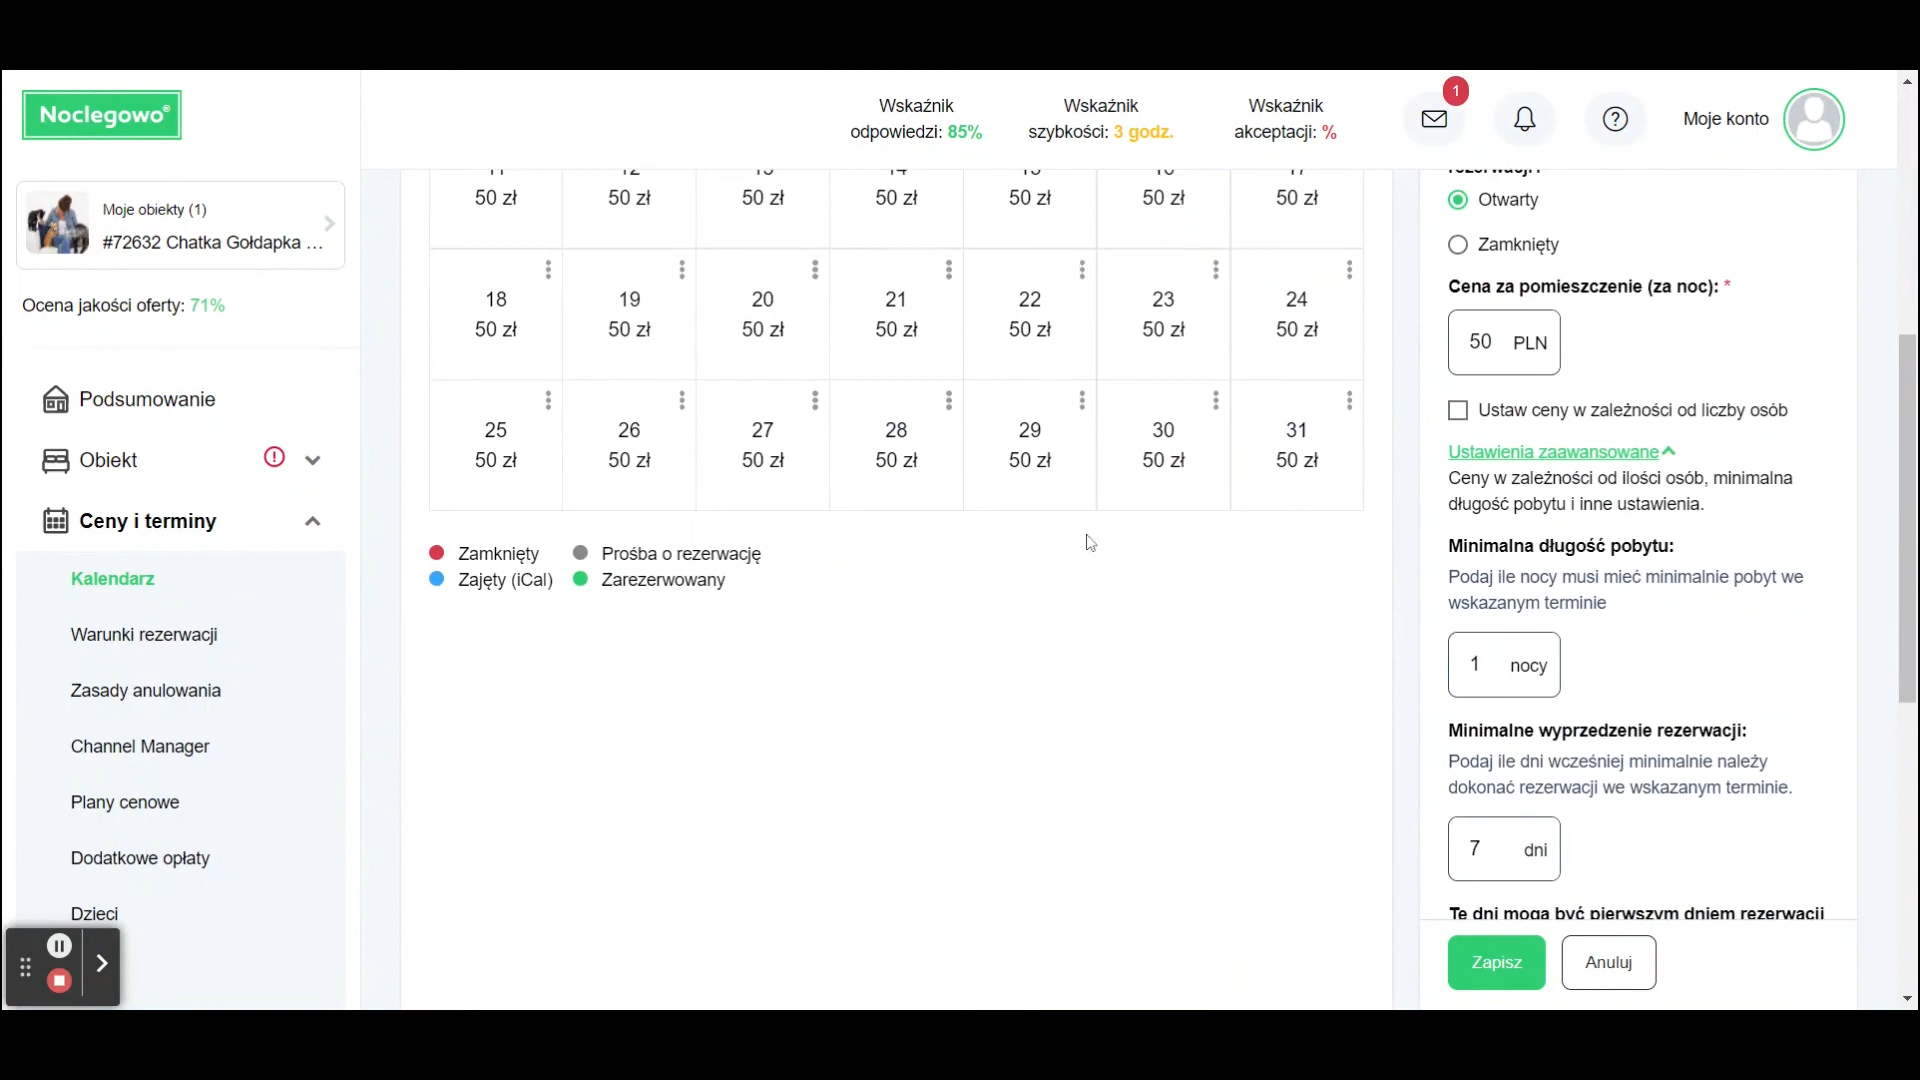 Noclegowo®
Wskaźnik odpowiedzi: 85%
Wskaźnik szybkości: 3 godz.
Wskaźnik akceptacji: %
1
Moje konto
Moje obiekty (1)
#72632 Chatka Gołdapka ...
Ocena jakości oferty: 71%
Podsumowanie
Obiekt
Ceny i terminy
Kalendarz
Warunki rezerwacji
Zasady anulowania
Channel Manager
Plany cenowe
Dodatkowe opłaty
Dzieci
11 12 13 14 15 16 17
50 zł 50 zł 50 zł 50 zł 50 zł 50 zł 50 zł
18 19 20 21 22 23 24
50 zł 50 zł 50 zł 50 zł 50 zł 50 zł 50 zł
25 26 27 28 29 30 31
50 zł 50 zł 50 zł 50 zł 50 zł 50 zł 50 zł
Zamknięty Prośba o rezerwację
Zajęty (iCal) Zarezerwowany
rezerwacji?
Otwarty
Zamknięty
Cena za pomieszczenie (za noc): *
50 PLN
Ustaw ceny w zależności od liczby osób
Ustawienia zaawansowane
Ceny w zależności od ilości osób, minimalna
długość pobytu i inne ustawienia.
Minimalna długość pobytu:
Podaj ile nocy musi mieć minimalnie pobyt we
wskazanym terminie
1 nocy
Minimalne wyprzedzenie rezerwacji:
Podaj ile dni wcześniej minimalnie należy
dokonać rezerwacji we wskazanym terminie.
7 dni
Te dni mogą być pierwszym dniem rezerwacji
Zapisz
Anuluj